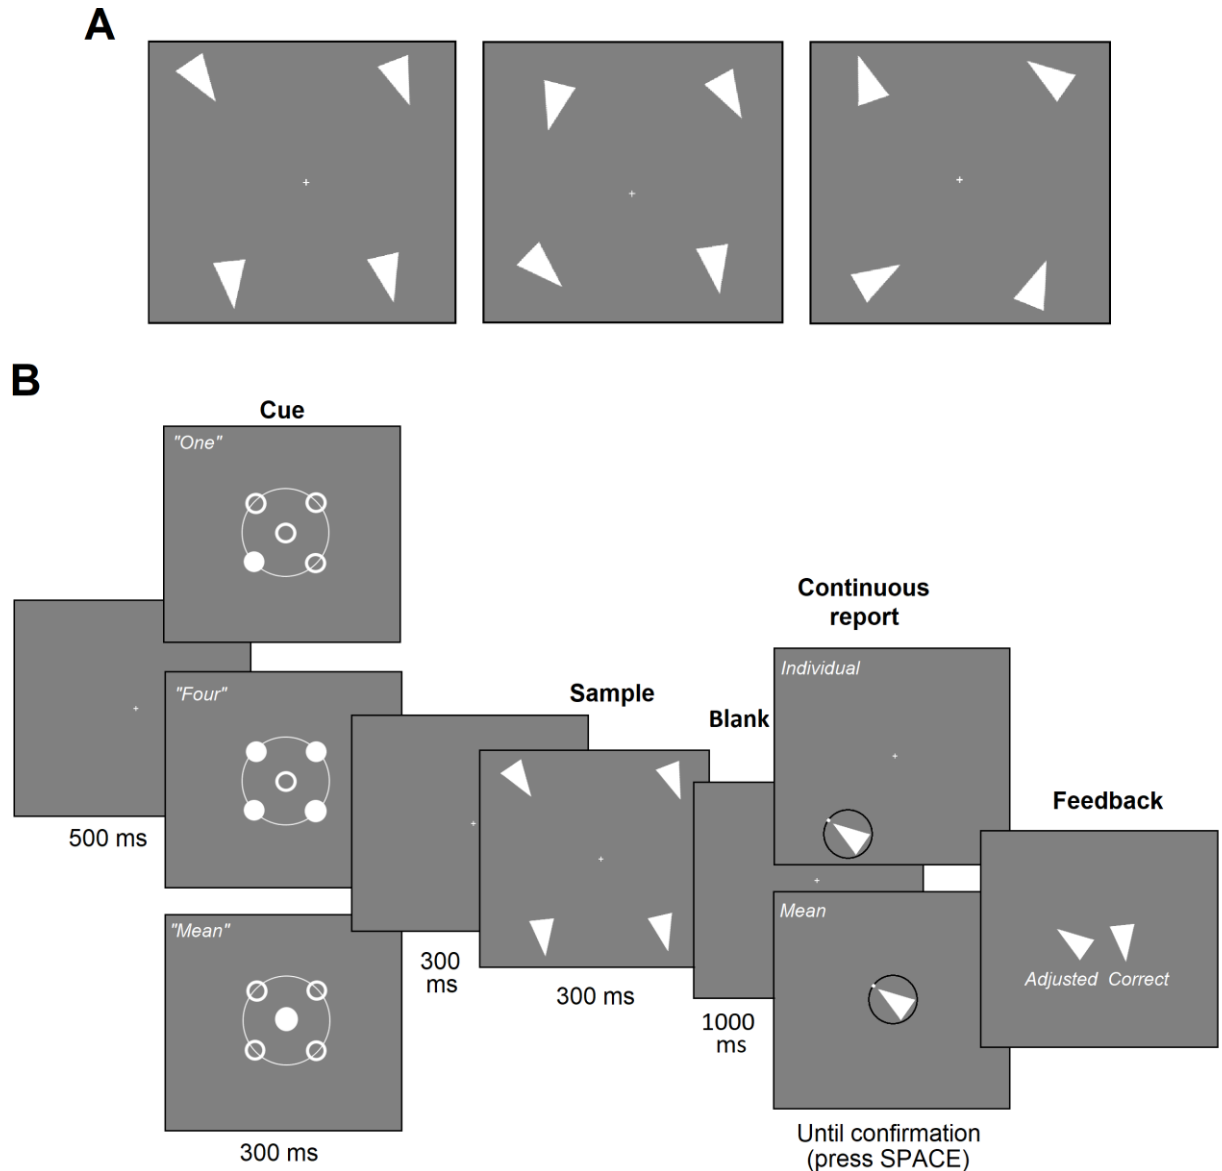 A
B
Cue
"One"
"Four"
"Mean"
500 ms
300 ms
300
ms
Sample
300 ms
Blank
1000
ms
Continuous
report
Individual
Mean
Until confirmation
(press SPACE)
Feedback
Adjusted Correct